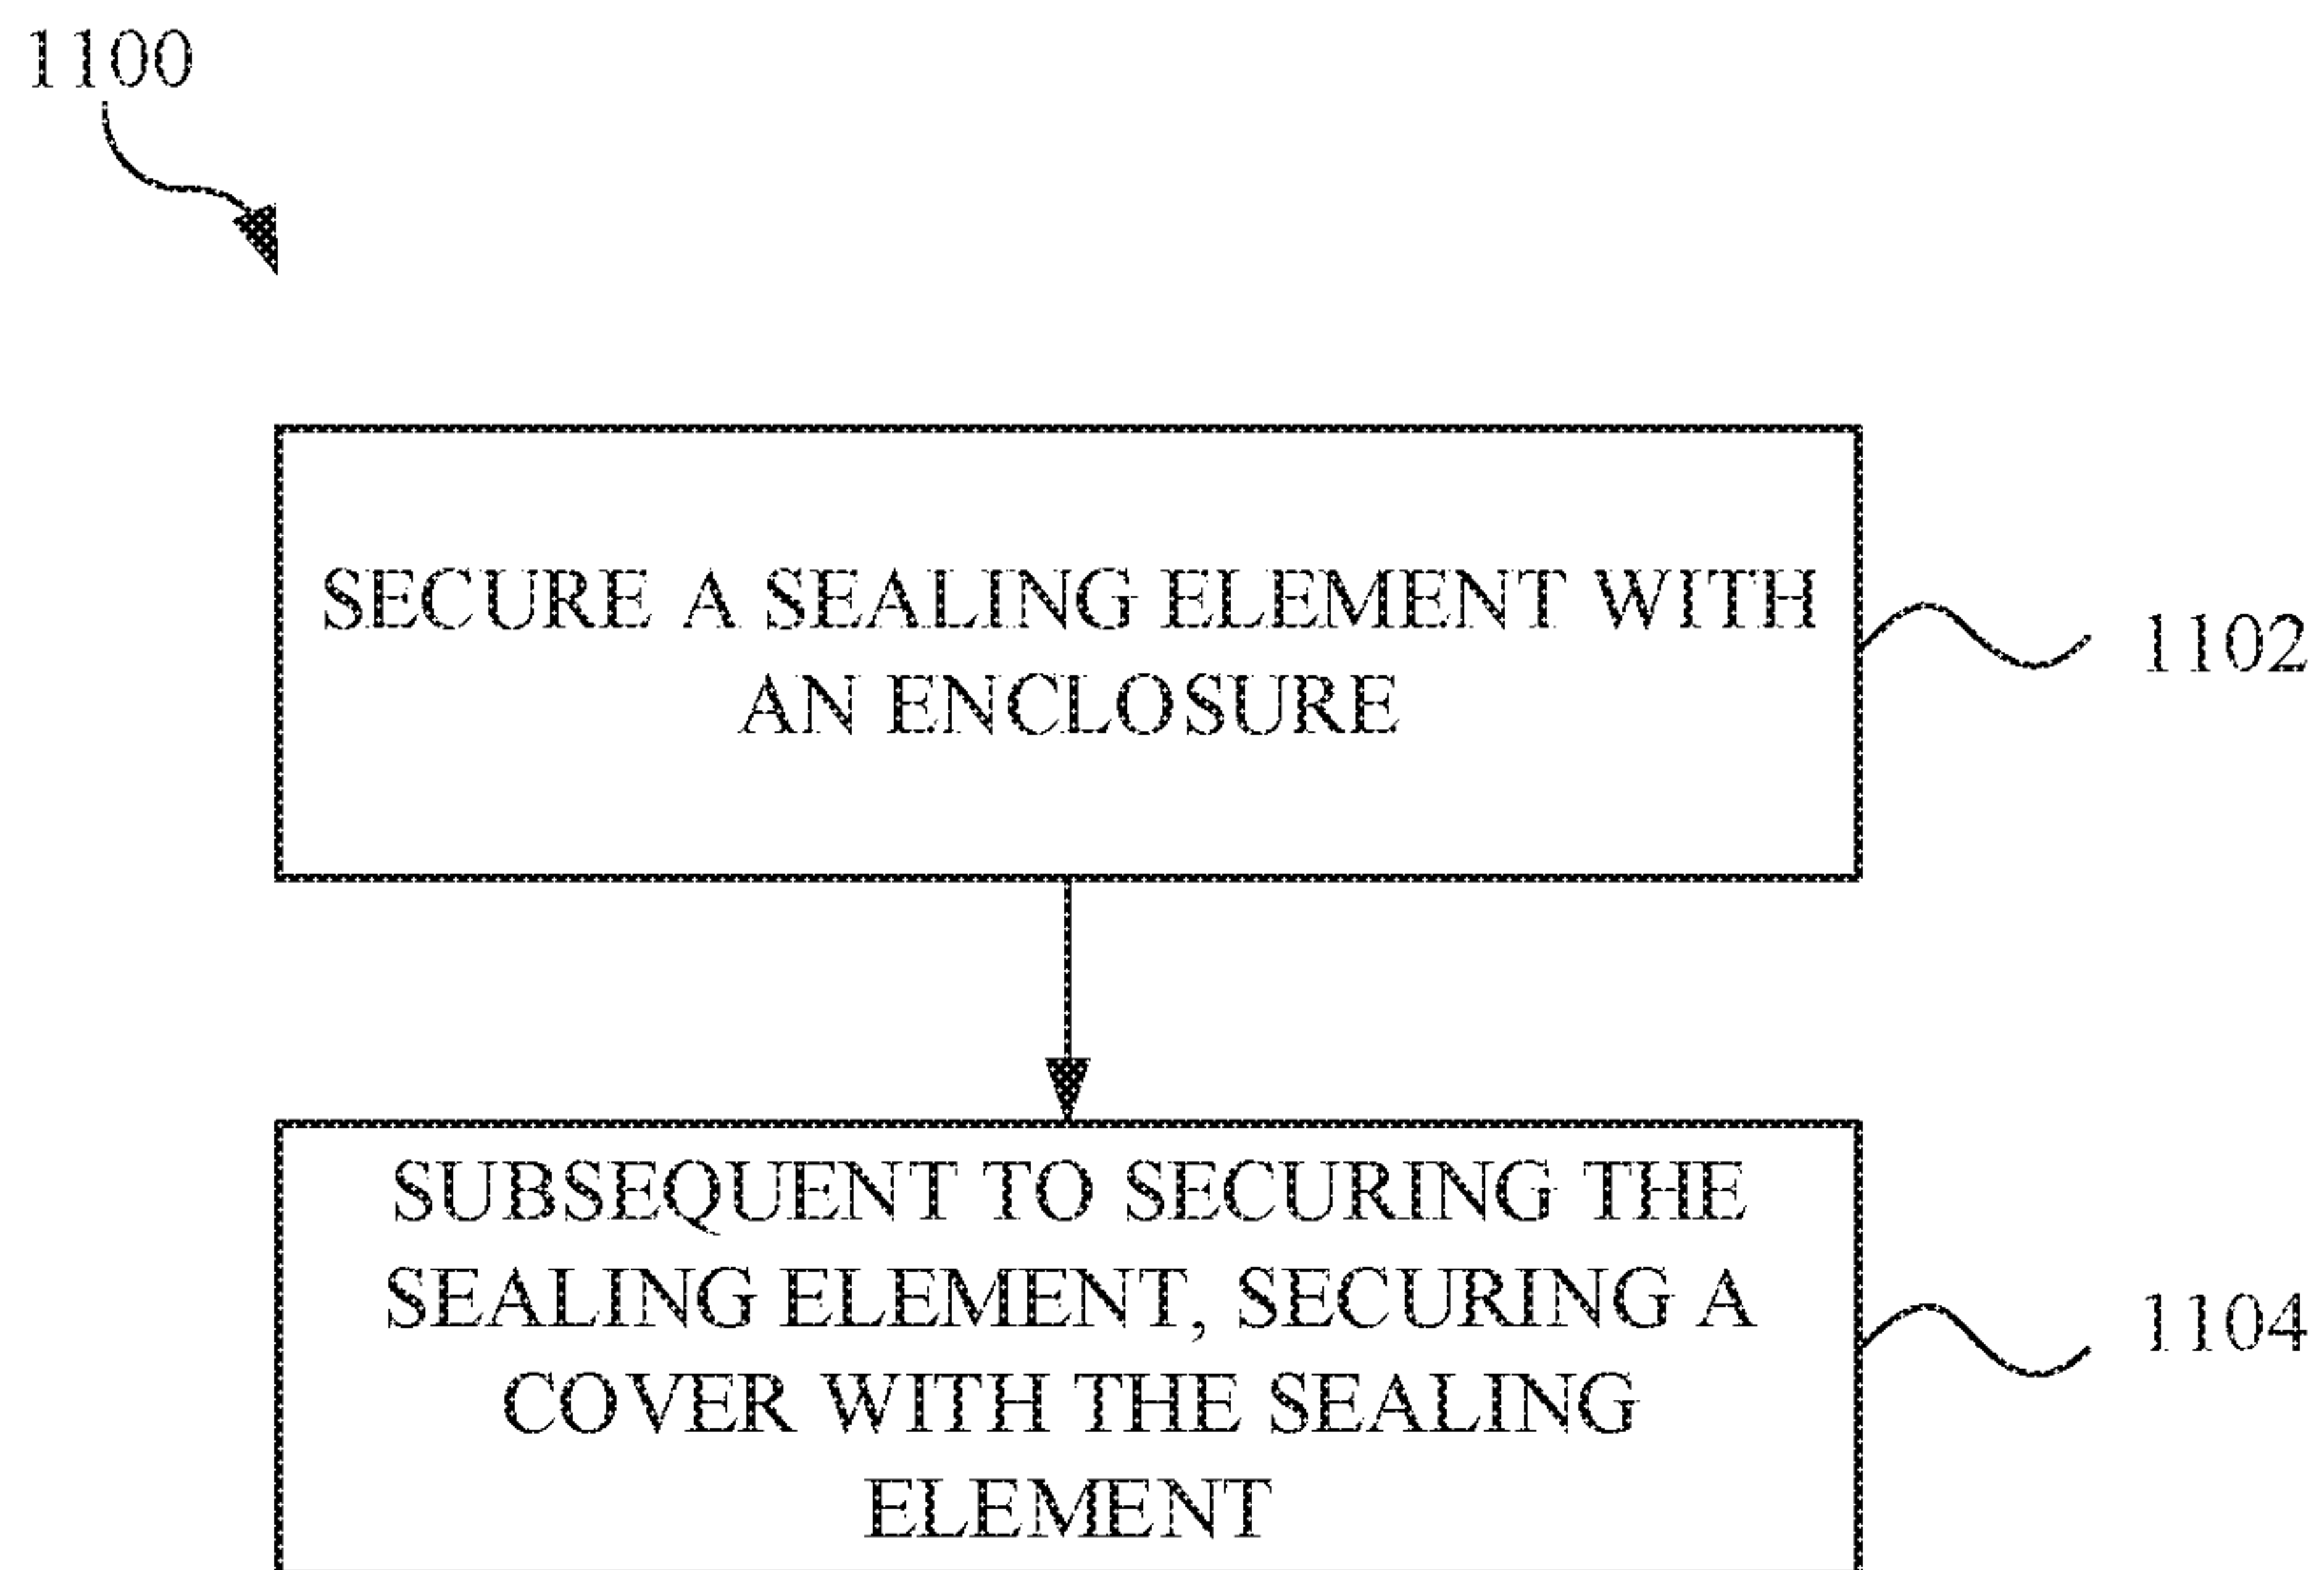 1100
SECURE A SEALING ELEMENT WITH
AN ENCLOSURE
1102
SUBSEQUENT TO SECURING THE
SEALING ELEMENT, SECURING A
COVER WITH THE SEALING
ELEMENT
1104